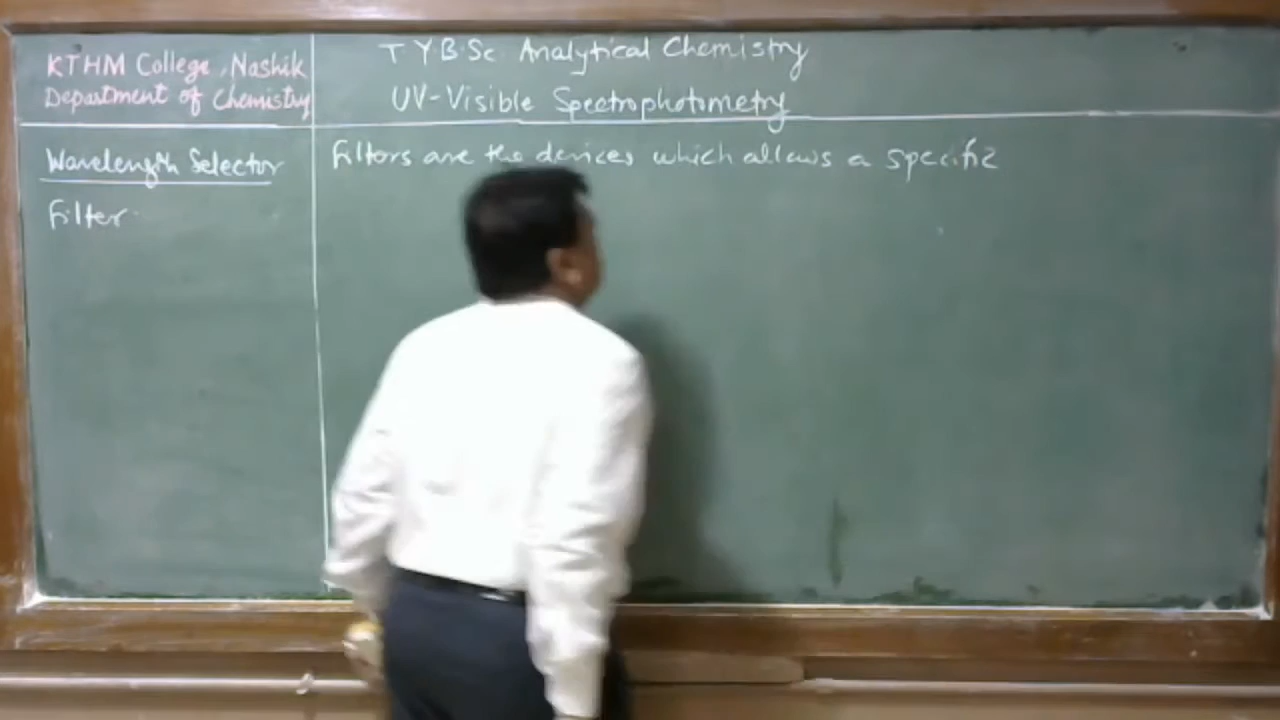 KTHM College, Nashik
Department of Chemistry
T Y B.Sc. Analytical Chemistry
UV-Visible Spectrophotometry
Wavelength Selector
Filter
Filters are the devices which allows a specific